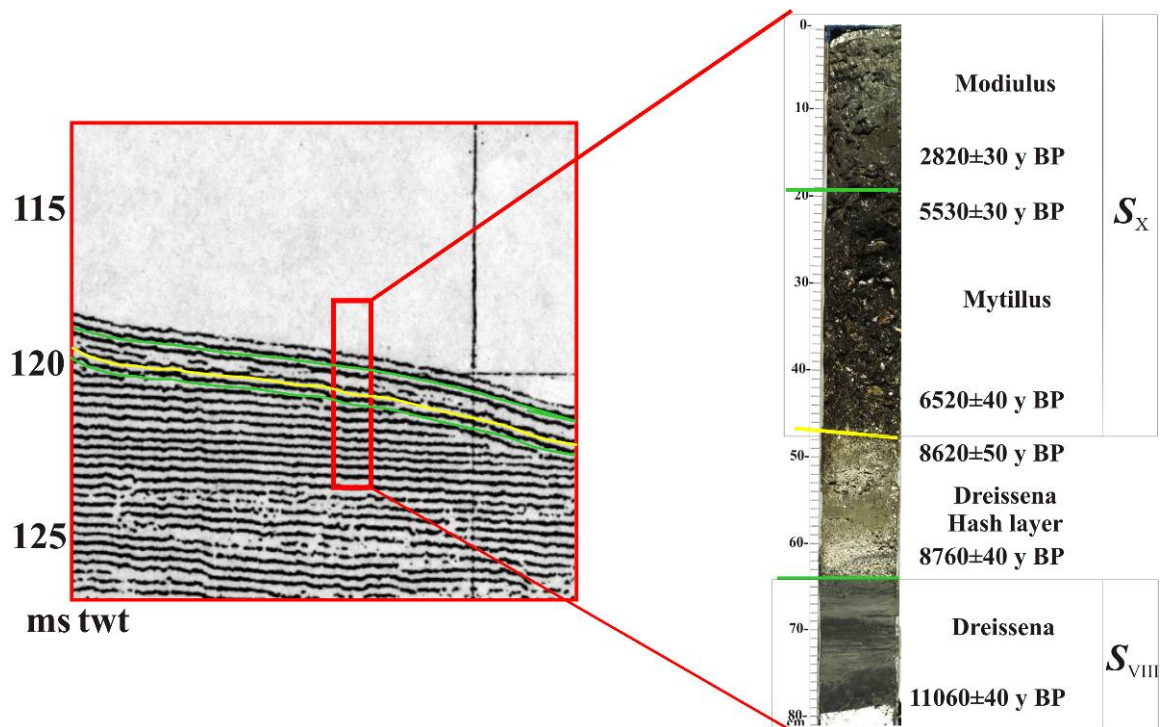 115
120
125
ms twt
0-
10-
20-
30-
40-
50-
60-
70-
80-
cm
Modiulus
2820±30 y BP
5530±30 y BP
Mytillus
6520±40 y BP
8620±50 y BP
Dreissena
Hash layer
8760±40 y BP
Dreissena
11060±40 y BP
SX
SVIII